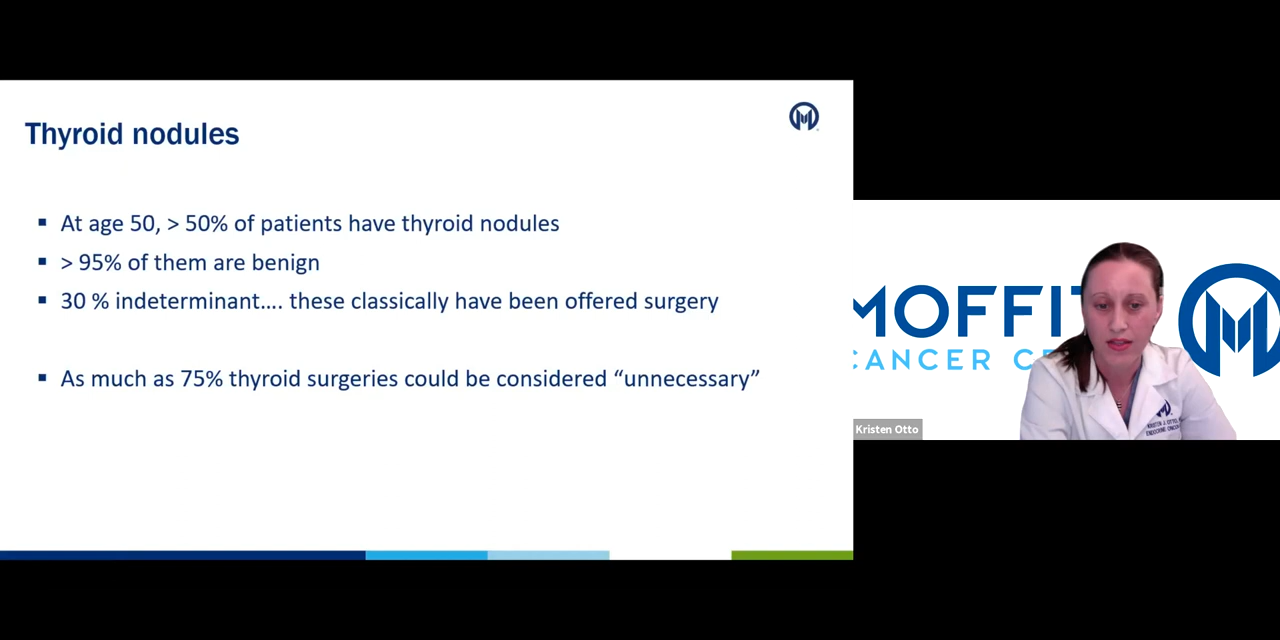 Thyroid nodules
At age 50, > 50% of patients have thyroid nodules
> 95% of them are benign
30 % indeterminant.... these classically have been offered surgery
As much as 75% thyroid surgeries could be considered “unnecessary”
MOFFIT
CANCER CE
Kristen Otto
KRISTEN J. OTTO,